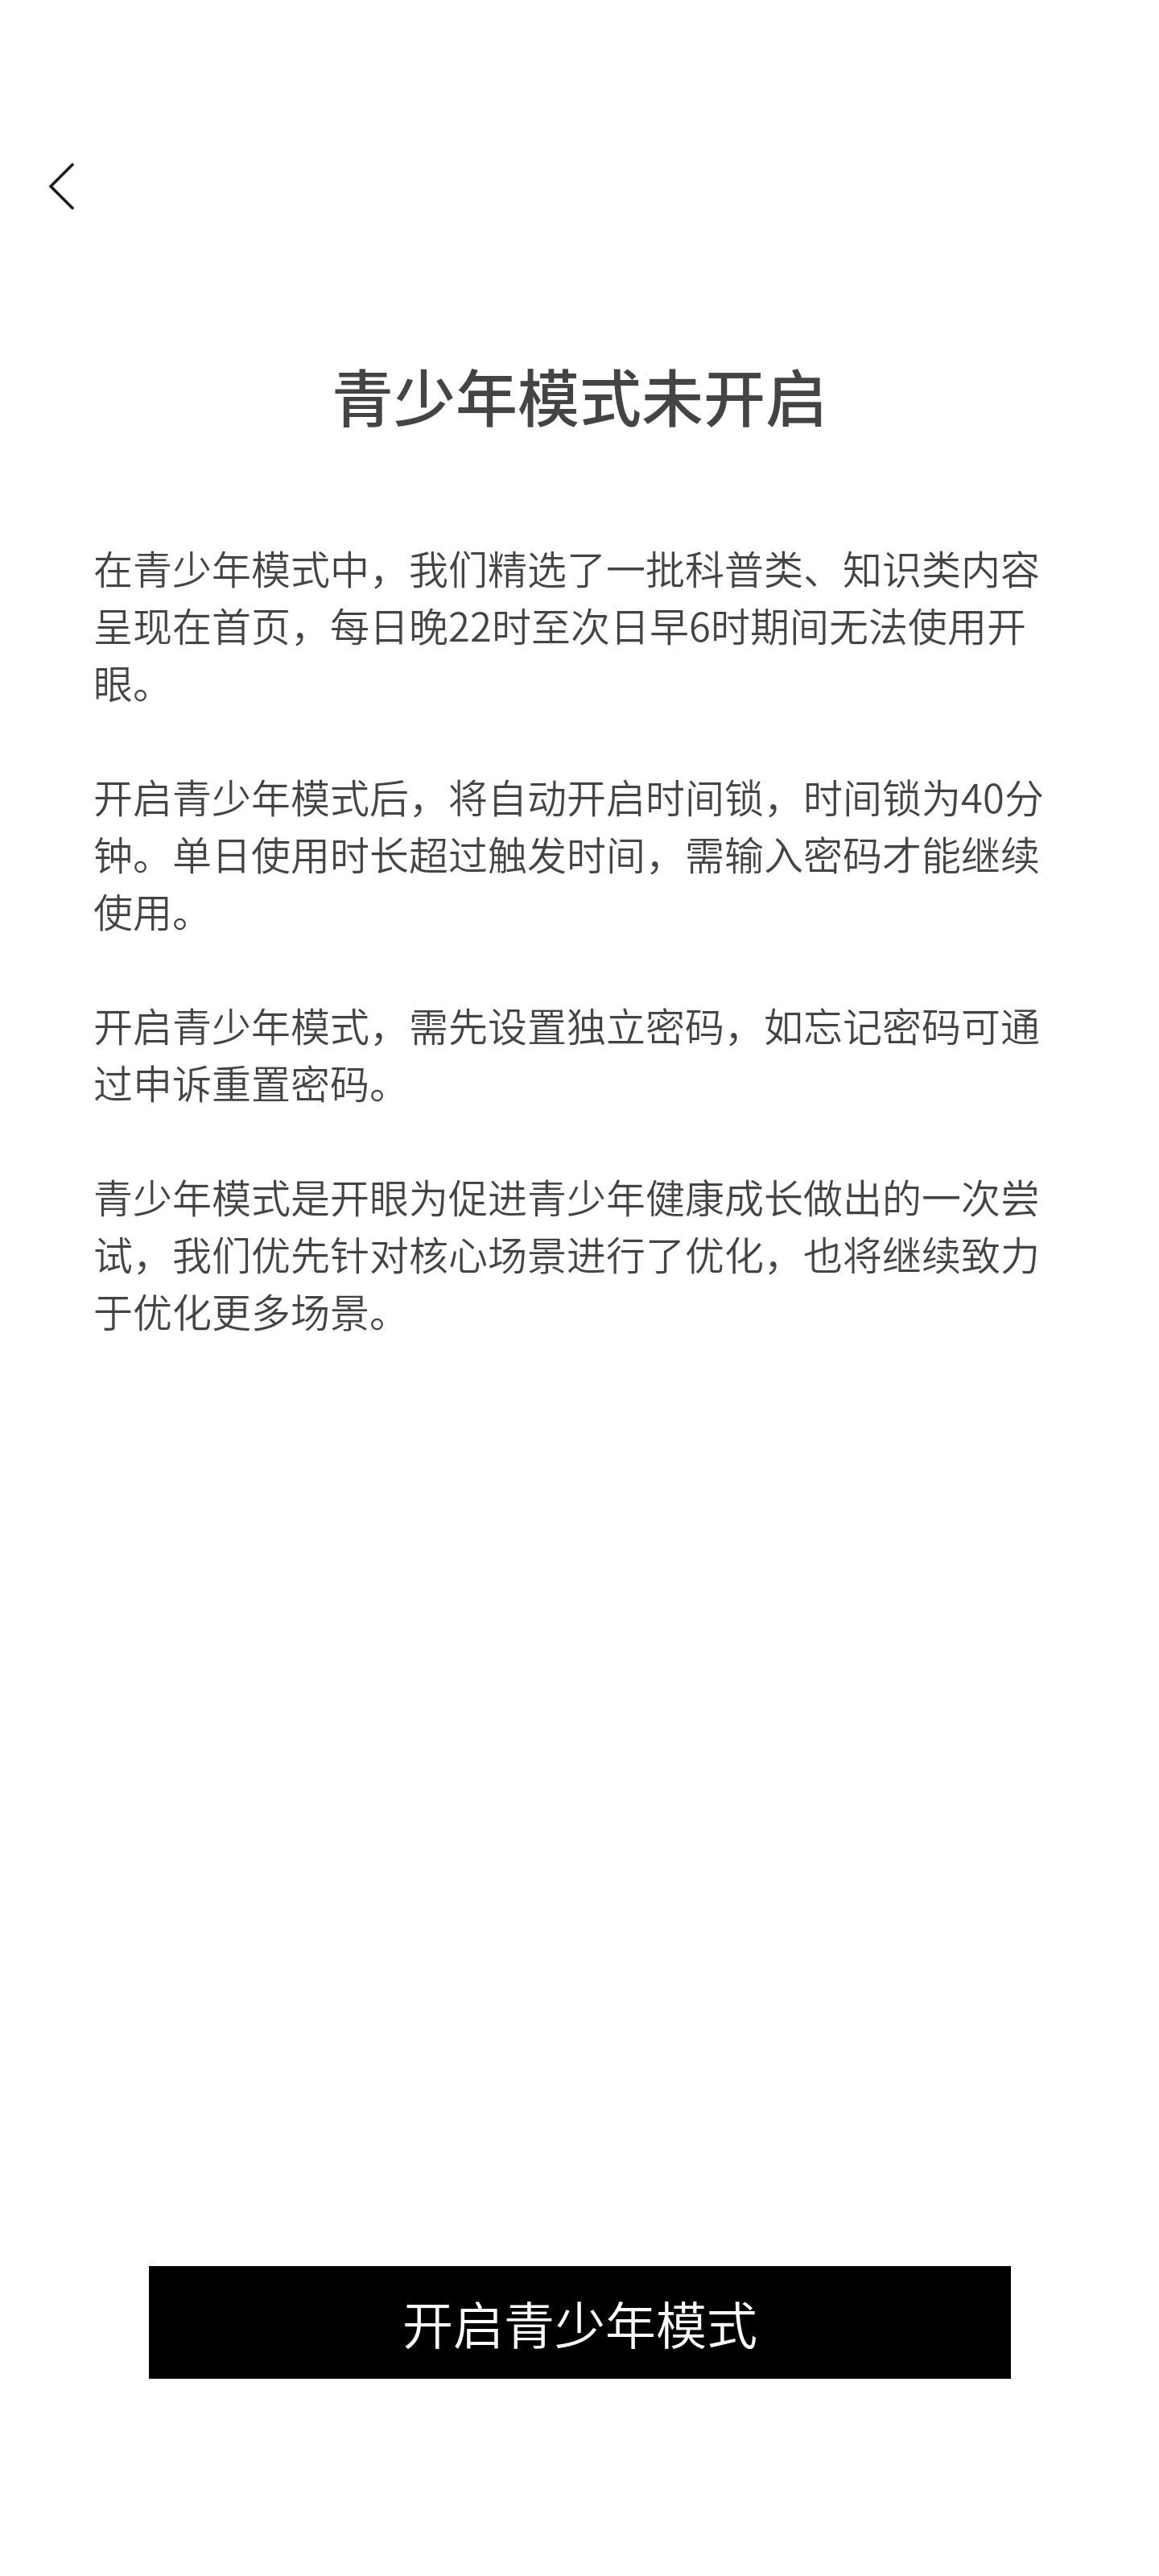 青少年模式未开启
在青少年模式中，我们精选了一批科普类、知识类内容
呈现在首页，每日晚22时至次日早6时期间无法使用开
眼。
开启青少年模式后，将自动开启时间锁，时间锁为40分
钟。单日使用时长超过触发时间，需输入密码才能继续
使用。
开启青少年模式，需先设置独立密码，如忘记密码可通
过申诉重置密码。
青少年模式是开眼为促进青少年健康成长做出的一次尝
试，我们优先针对核心场景进行了优化，也将继续致力
于优化更多场景。
开启青少年模式